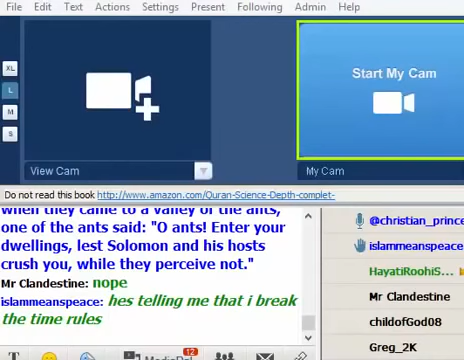 File Edit Text Actions Settings Present Following Admin Help
XL
L
M
S
Start My Cam
View Cam
My Cam
Do not read this book http://www.amazon.com/Quran-Science-Depth-complet-
when they came to a valley of the ants,
one of the ants said: "O ants! Enter your
dwellings, lest Solomon and his hosts
crush you, while they perceive not."
Mr Clandestine: nope
islammeanspeace: hes telling me that i break
the time rules
@christian_prince
islammeanspeace
HayatiRoohiS...
Mr Clandestine
childofGod08
Greg_2K
12